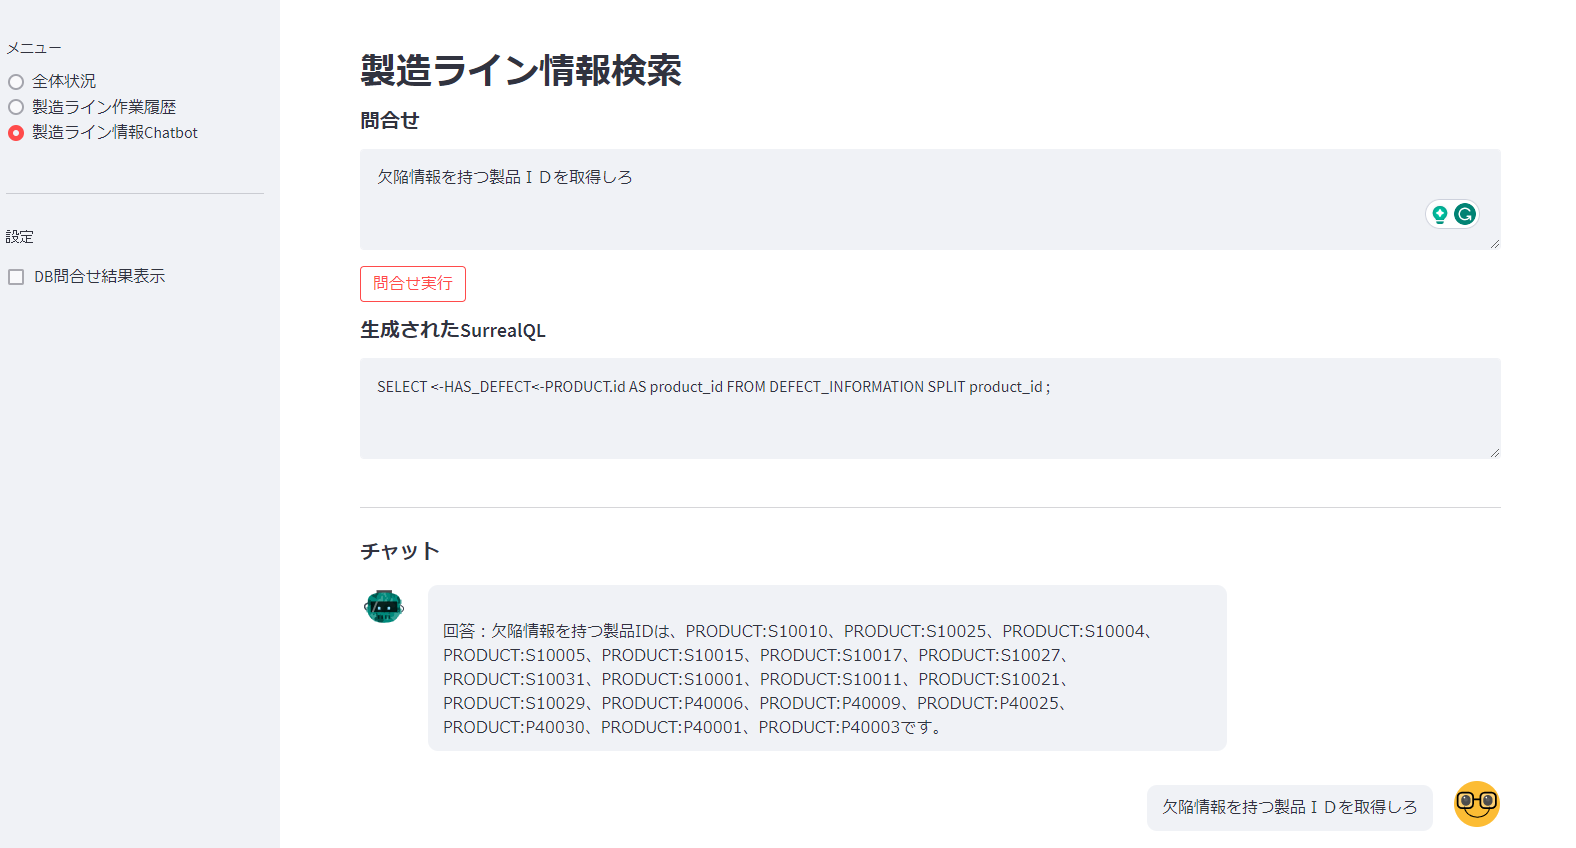 メニュー
全体状況
製造ライン作業履歴
製造ライン情報Chatbot
設定
DB問合せ結果表示
製造ライン情報検索
問合せ
欠陥情報を持つ製品ＩＤを取得しろ
問合せ実行
生成されたSurrealQL
SELECT <-HAS_DEFECT<-PRODUCT.id AS product_id FROM DEFECT_INFORMATION SPLIT product_id ;
チャット
回答：欠陥情報を持つ製品IDは、PRODUCT:S10010、PRODUCT:S10025、PRODUCT:S10004、
PRODUCT:S10005、PRODUCT:S10015、PRODUCT:S10017、PRODUCT:S10027、
PRODUCT:S10031、PRODUCT:S10001、PRODUCT:S10011、PRODUCT:S10021、
PRODUCT:S10029、PRODUCT:P40006、PRODUCT:P40009、PRODUCT:P40025、
PRODUCT:P40030、PRODUCT:P40001、PRODUCT:P40003です。
欠陥情報を持つ製品ＩＤを取得しろ